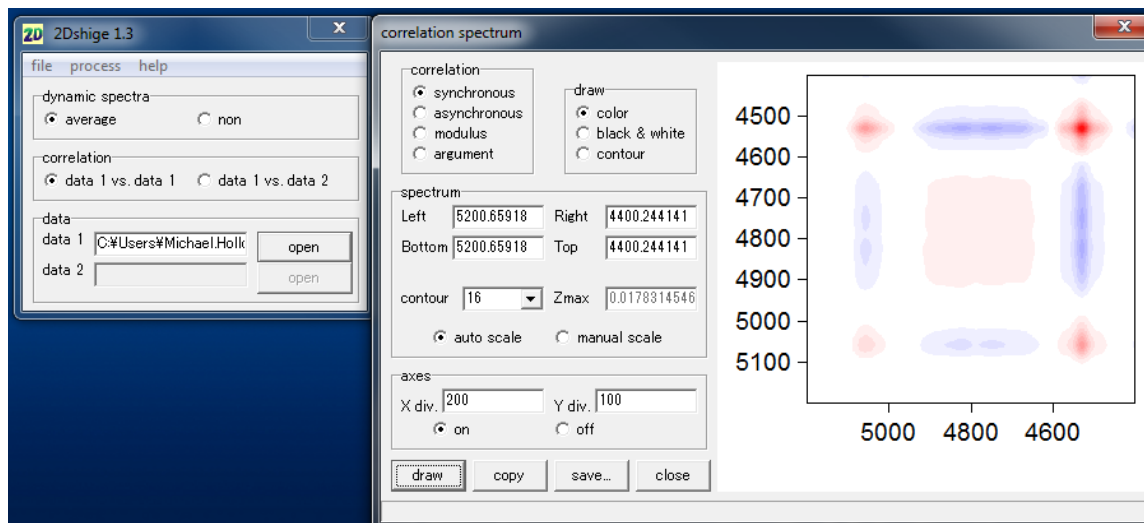 2D 2Dshige 1.3 X
file process help
dynamic spectra
average non
correlation
data 1 vs. data 1 data 1 vs. data 2
data
data 1 C:¥Users¥Michael.Holl open
data 2 open
correlation spectrum X
correlation
synchronous
asynchronous
modulus
argument
draw
color
black & white
contour
spectrum
Left 5200.65918 Right 4400.244141
Bottom 5200.65918 Top 4400.244141
contour 16 Zmax 0.0178314546
auto scale manual scale
axes
X div. 200 Y div. 100
on off
draw copy save... close
4500
4600
4700
4800
4900
5000
5100
5000 4800 4600